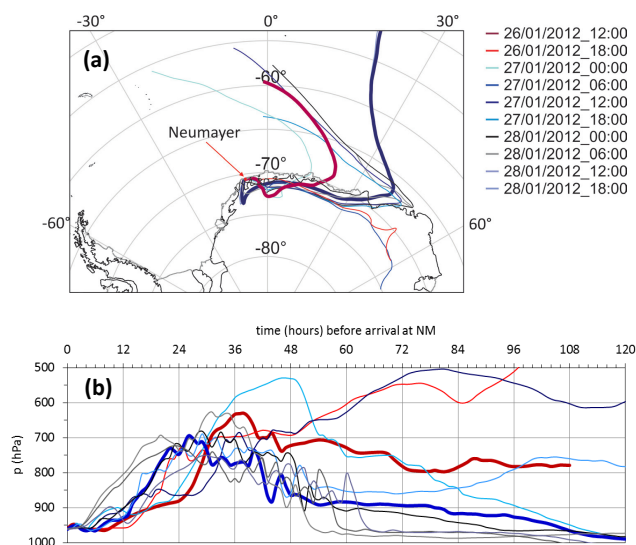 -30° 0° 30°
(a)
-60°
Neumayer
-70°
-80°
-60° 60°
26/01/2012_12:00
26/01/2012_18:00
27/01/2012_00:00
27/01/2012_06:00
27/01/2012_12:00
27/01/2012_18:00
28/01/2012_00:00
28/01/2012_06:00
28/01/2012_12:00
28/01/2012_18:00
time (hours) before arrival at NM
0 12 24 36 48 60 72 84 96 108 120
(b)
p (hPa)
500
600
700
800
900
1000